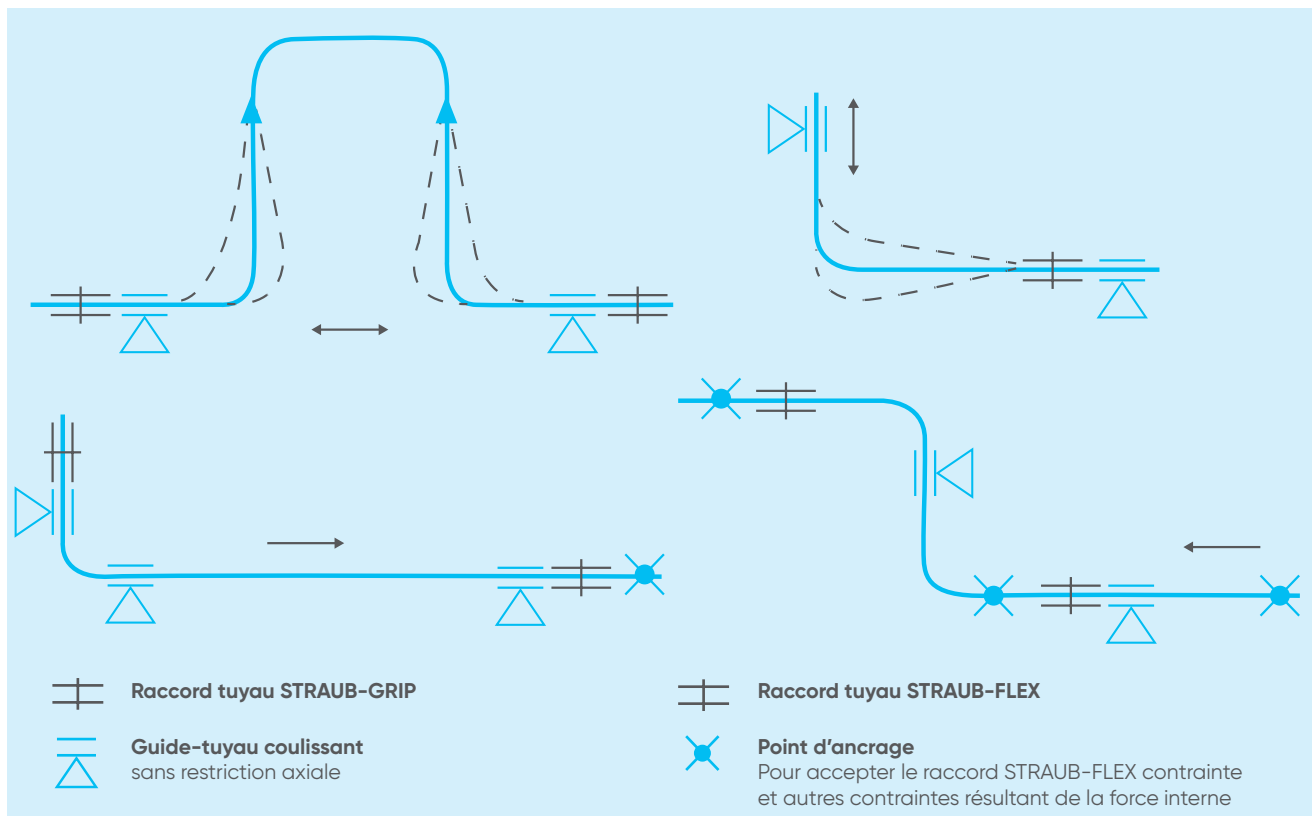 Raccord tuyau STRAUB-GRIP
Guide-tuyau coulissant
sans restriction axiale
Raccord tuyau STRAUB-FLEX
Point d’ancrage
Pour accepter le raccord STRAUB-FLEX contrainte
et autres contraintes résultant de la force interne